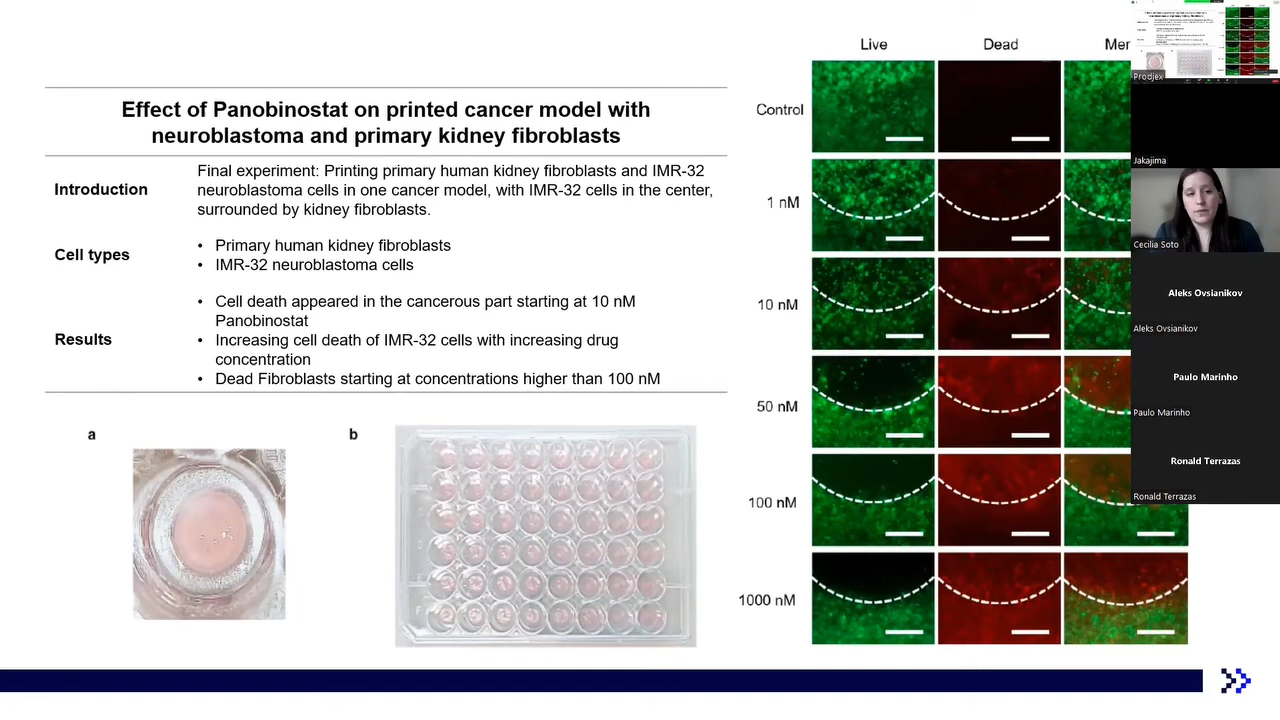 Effect of Panobinostat on printed cancer model with
neuroblastoma and primary kidney fibroblasts
Introduction
Final experiment: Printing primary human kidney fibroblasts and IMR-32
neuroblastoma cells in one cancer model, with IMR-32 cells in the center,
surrounded by kidney fibroblasts.
Cell types
• Primary human kidney fibroblasts
• IMR-32 neuroblastoma cells
Results
• Cell death appeared in the cancerous part starting at 10 nM
Panobinostat
• Increasing cell death of IMR-32 cells with increasing drug
concentration
• Dead Fibroblasts starting at concentrations higher than 100 nM
a
b
Live
Dead
Mer
Control
1 nM
10 nM
50 nM
100 nM
1000 nM
Prodjex
Jakajima
Cecilia Soto
Aleks Ovsianikov
Aleks Ovsianikov
Paulo Marinho
Paulo Marinho
Ronald Terrazas
Ronald Terrazas